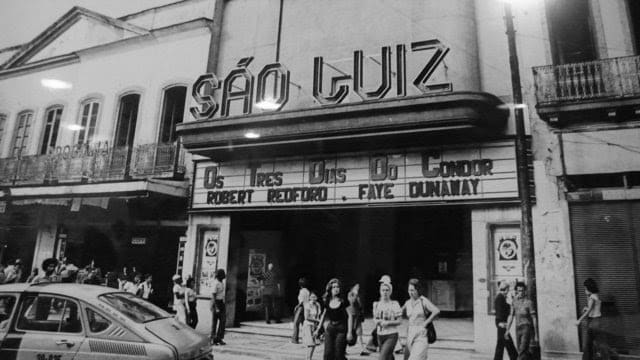 SÃO LUIZ
OS TRES DIAS DO CONDOR
ROBERT REDFORD . FAYE DUNAWAY